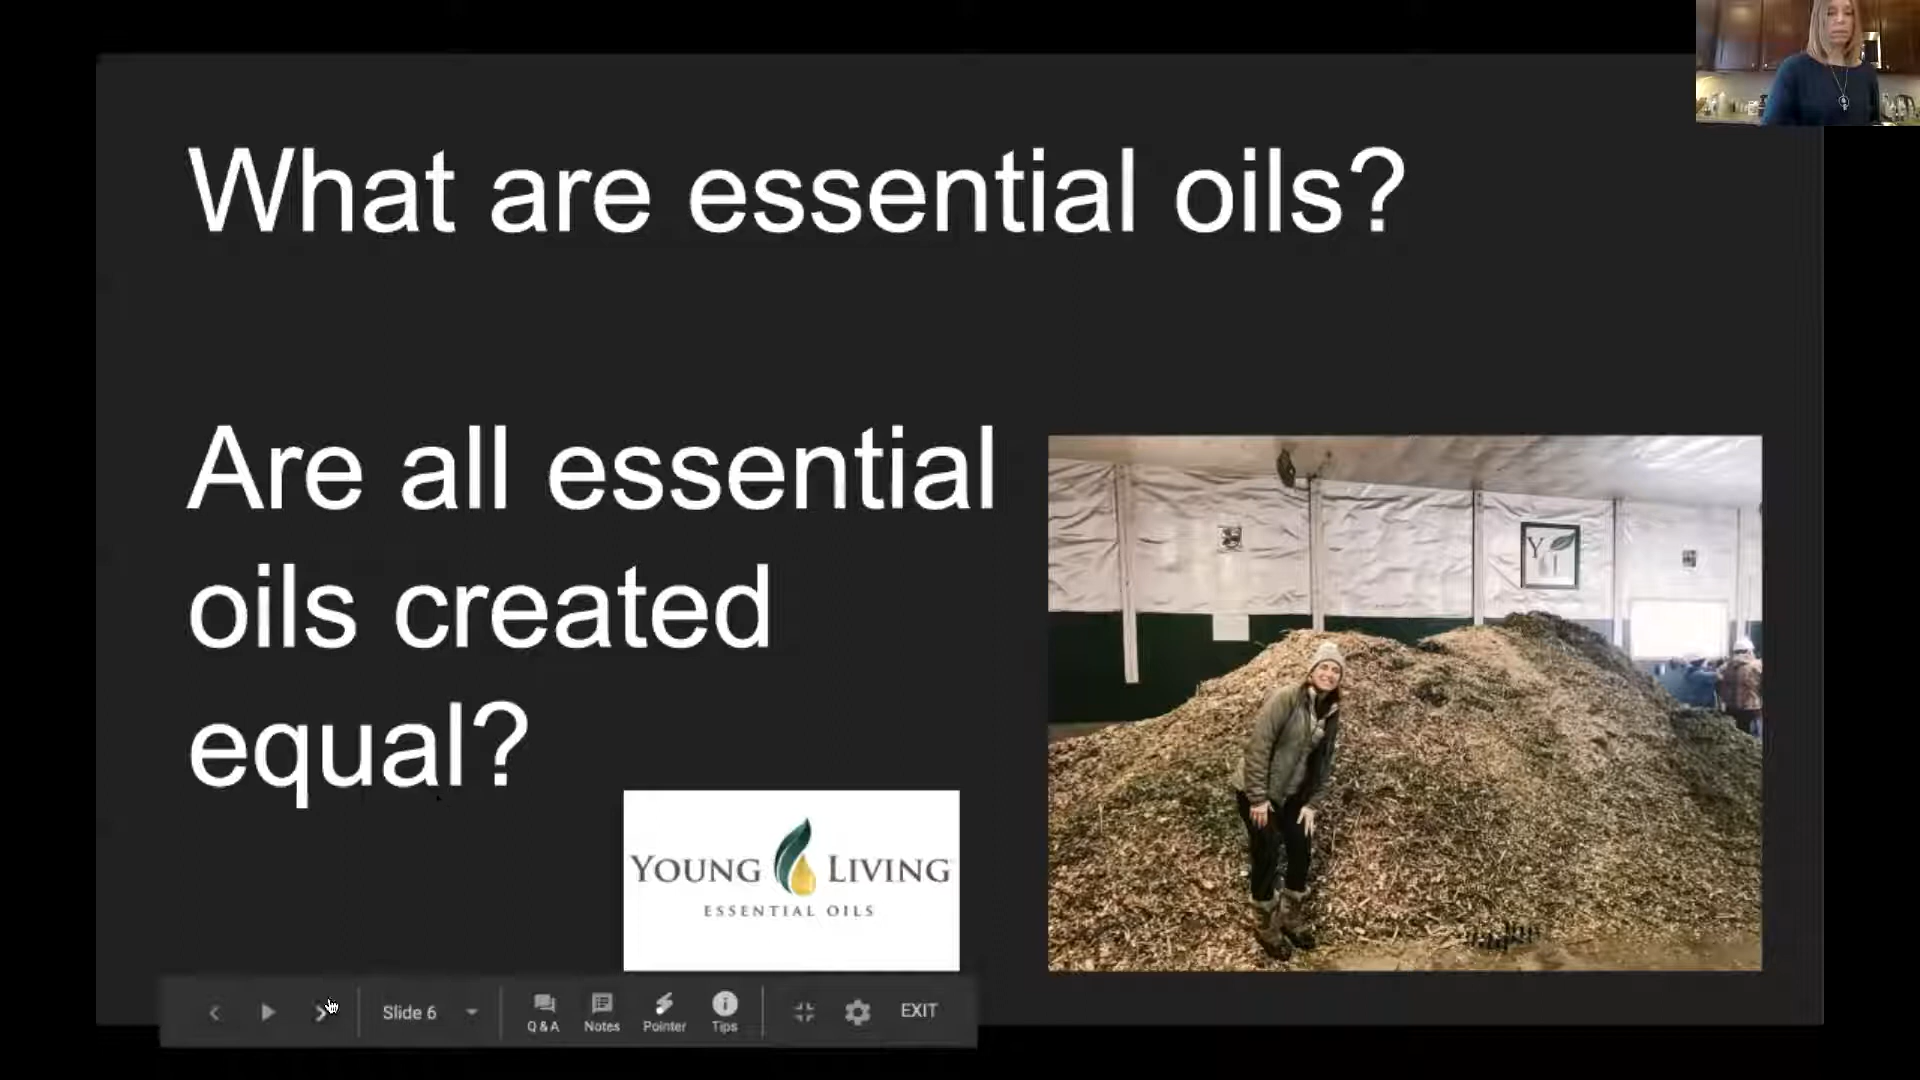 What are essential oils?
Are all essential
oils created
equal?
YOUNG LIVING
ESSENTIAL OILS
Y L
Slide 6
Q & A
Notes
Pointer
Tips
EXIT